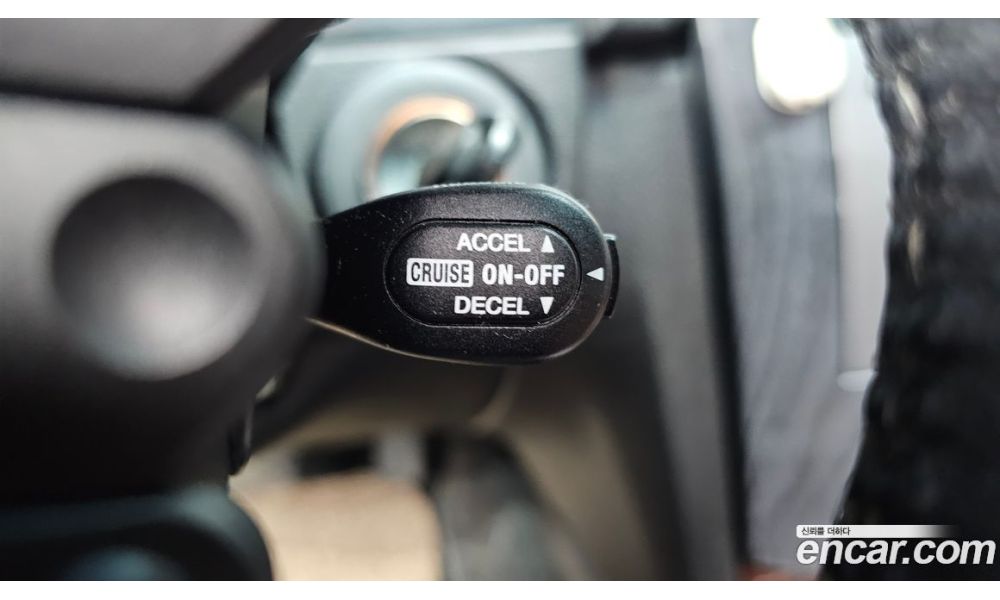 ACCEL ▲
CRUISE ON-OFF ◀
DECEL ▼
신뢰를 더하다
encar.com